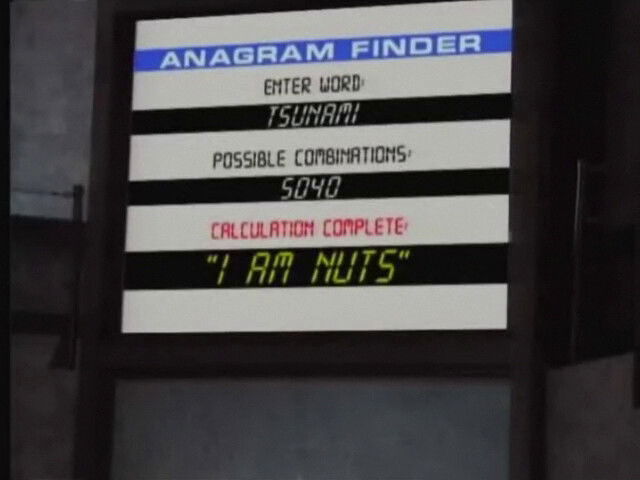 ANAGRAM FINDER
ENTER WORD:
TSUNAMI
POSSIBLE COMBINATIONS:
5040
CALCULATION COMPLETE:
"I AM NUTS"